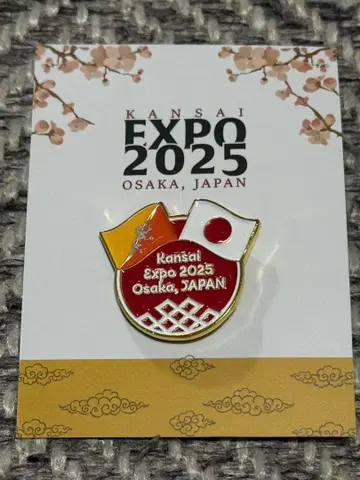 KANSAI
EXPO
2025
OSAKA, JAPAN
Kansai
Expo 2025
Osaka, JAPAN